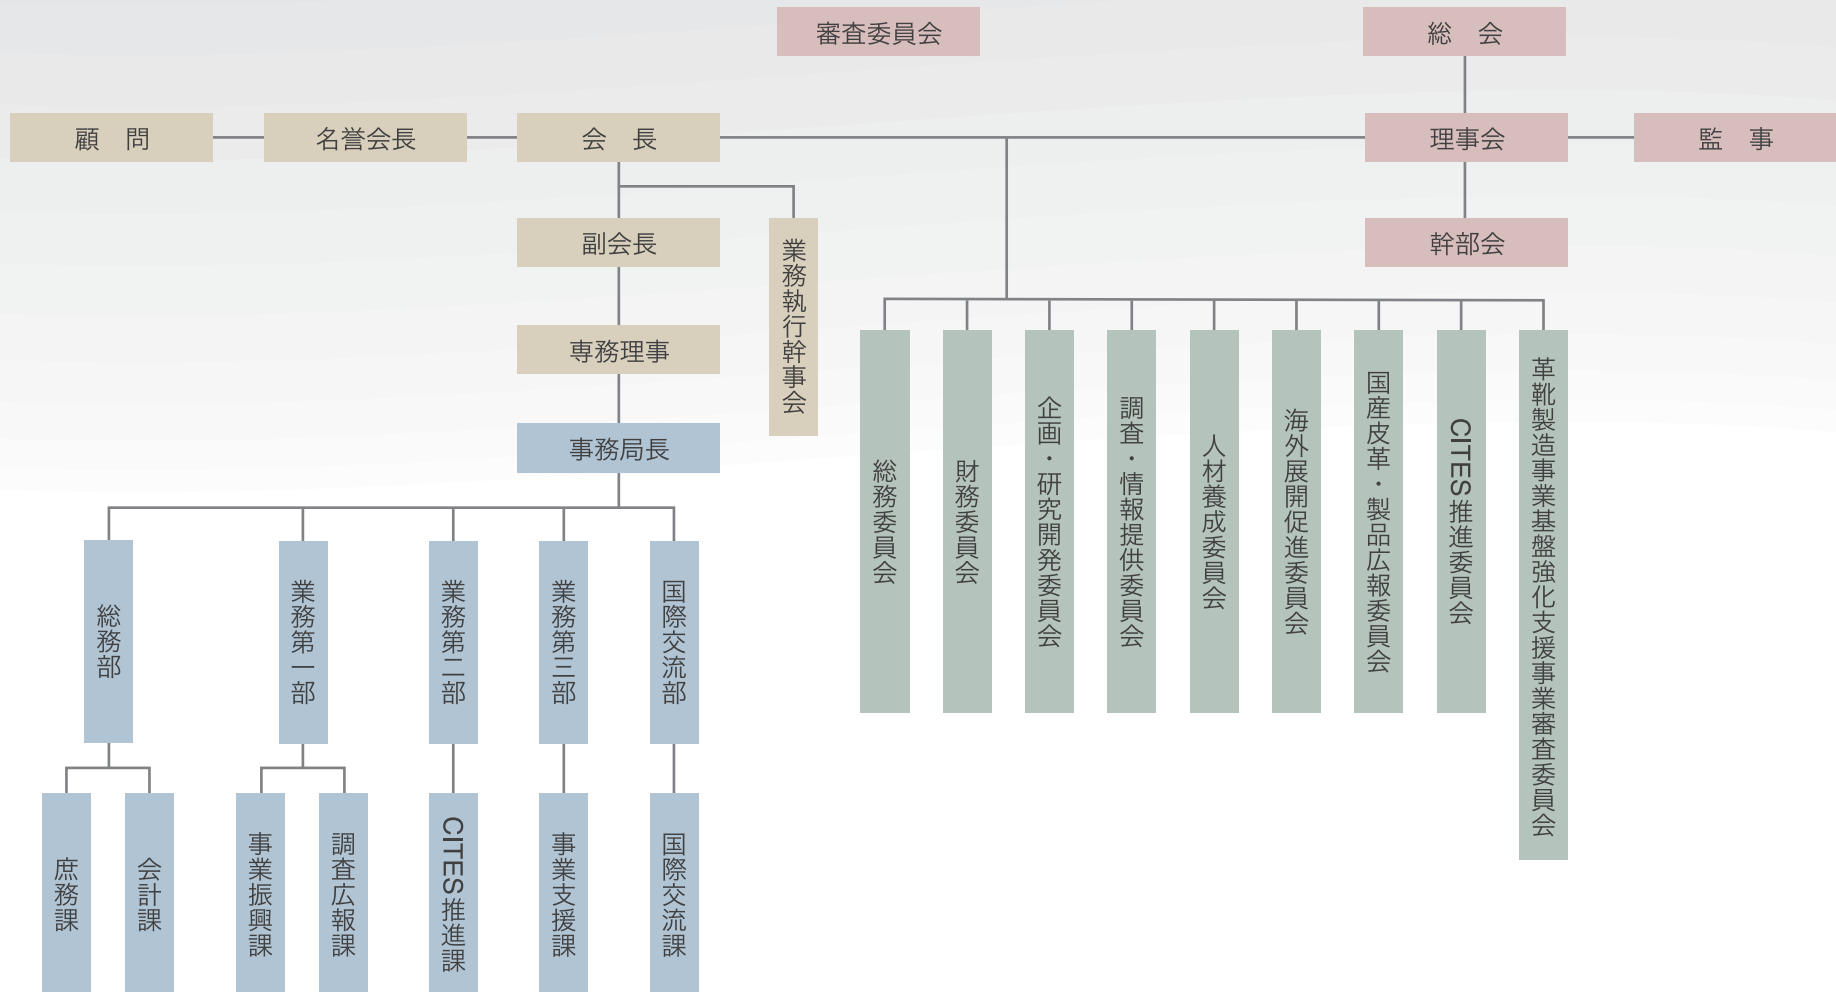 審査委員会
総　会
顧　問
名誉会長
会　長
理事会
監　事
副会長
業務執行幹事会
幹部会
専務理事
事務局長
総務委員会
財務委員会
企画・研究開発委員会
調査・情報提供委員会
人材養成委員会
海外展開促進委員会
国産皮革・製品広報委員会
CITES推進委員会
革靴製造事業基盤強化支援事業審査委員会
総務部
業務第一部
業務第二部
業務第三部
国際交流部
庶務課
会計課
事業振興課
調査広報課
CITES推進課
事業支援課
国際交流課